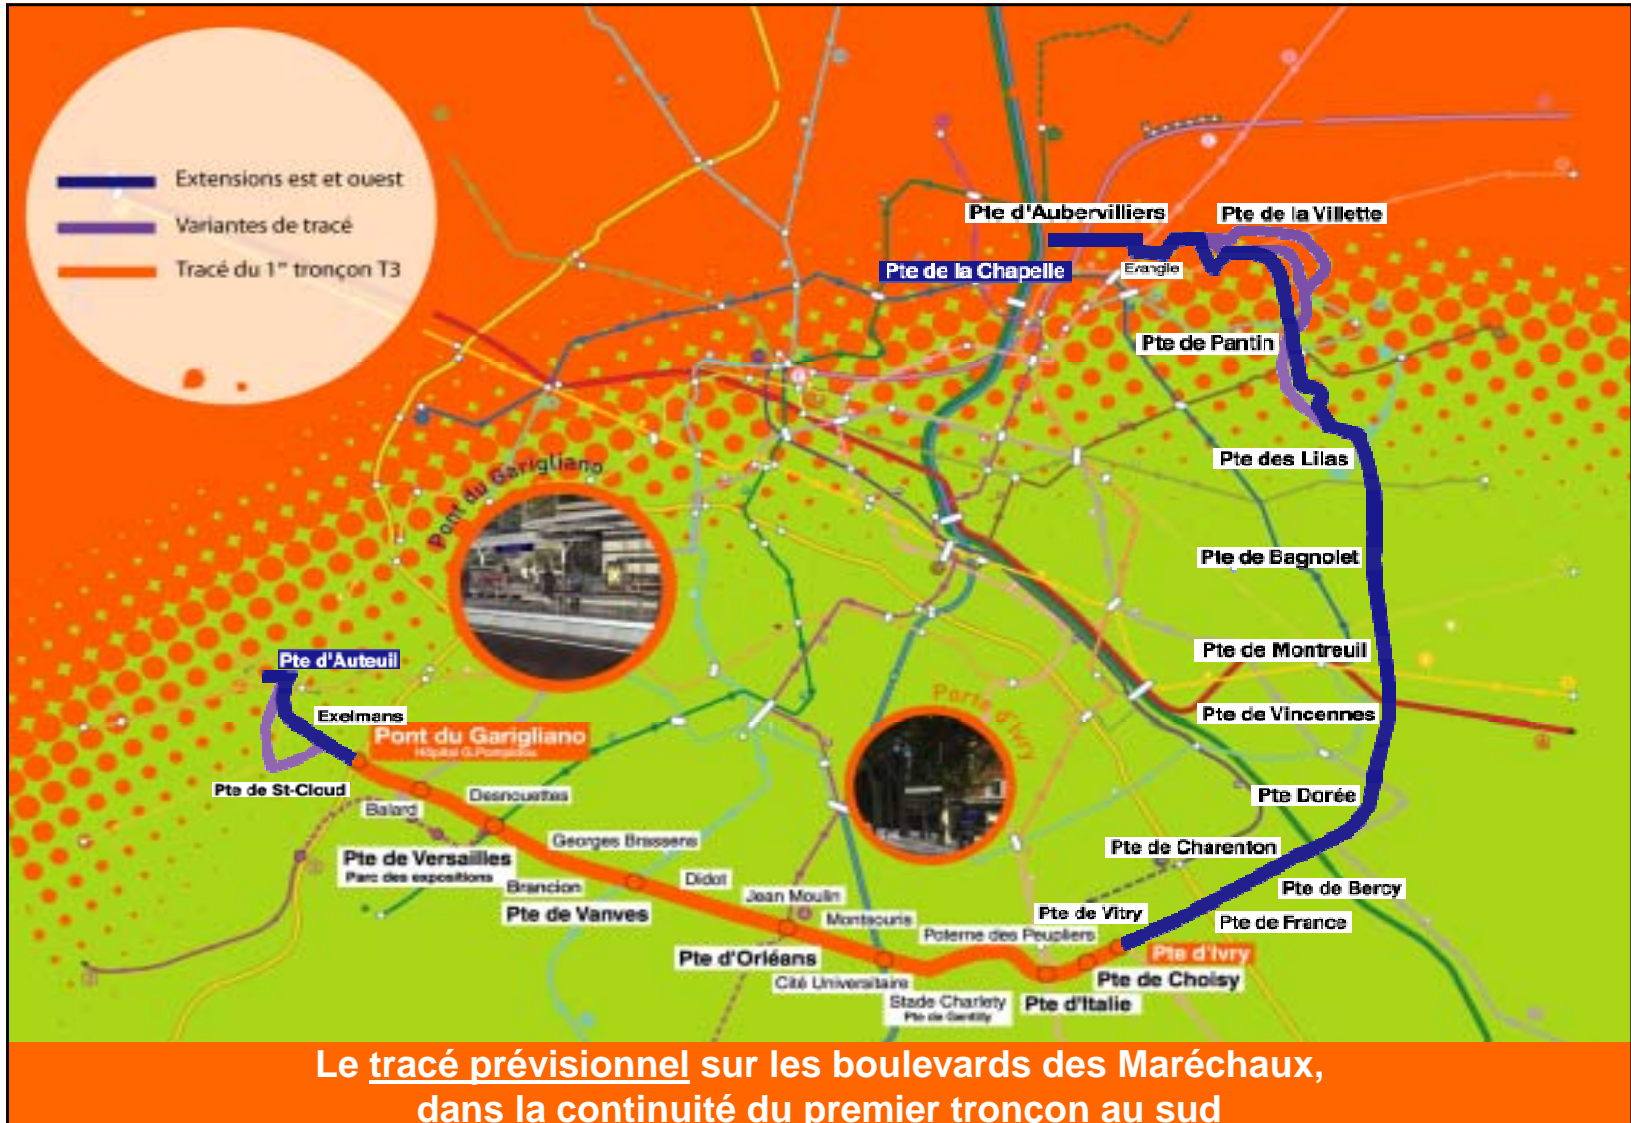 Extensions est et ouest
Variantes de tracé
Tracé du 1er tronçon T3
Pte d'Aubervilliers
Pte de la Villette
Pte de la Chapelle
Evangile
Pte de Pantin
Pte des Lilas
Pont du Garigliano
Pte de Bagnolet
Pte de Montreuil
Pte d'Auteuil
Exelmans
Pont du Garigliano
Hôpital G.Pompidou
Porte d'Ivry
Pte de Vincennes
Pte de St-Cloud
Balard
Desnouettes
Pte Dorée
Georges Brassens
Pte de Charenton
Pte de Versailles
Parc des expositions
Brancion
Didot
Pte de Bercy
Jean Moulin
Pte de Vanves
Montsouris
Pte de Vitry
Pte de France
Poterne des Peupliers
Pte d'Orléans
Pte d'Ivry
Cité Universitaire
Pte de Choisy
Stade Charlety
Pte de Gentilly
Pte d'Italie
Le tracé prévisionnel sur les boulevards des Maréchaux,
dans la continuité du premier tronçon au sud